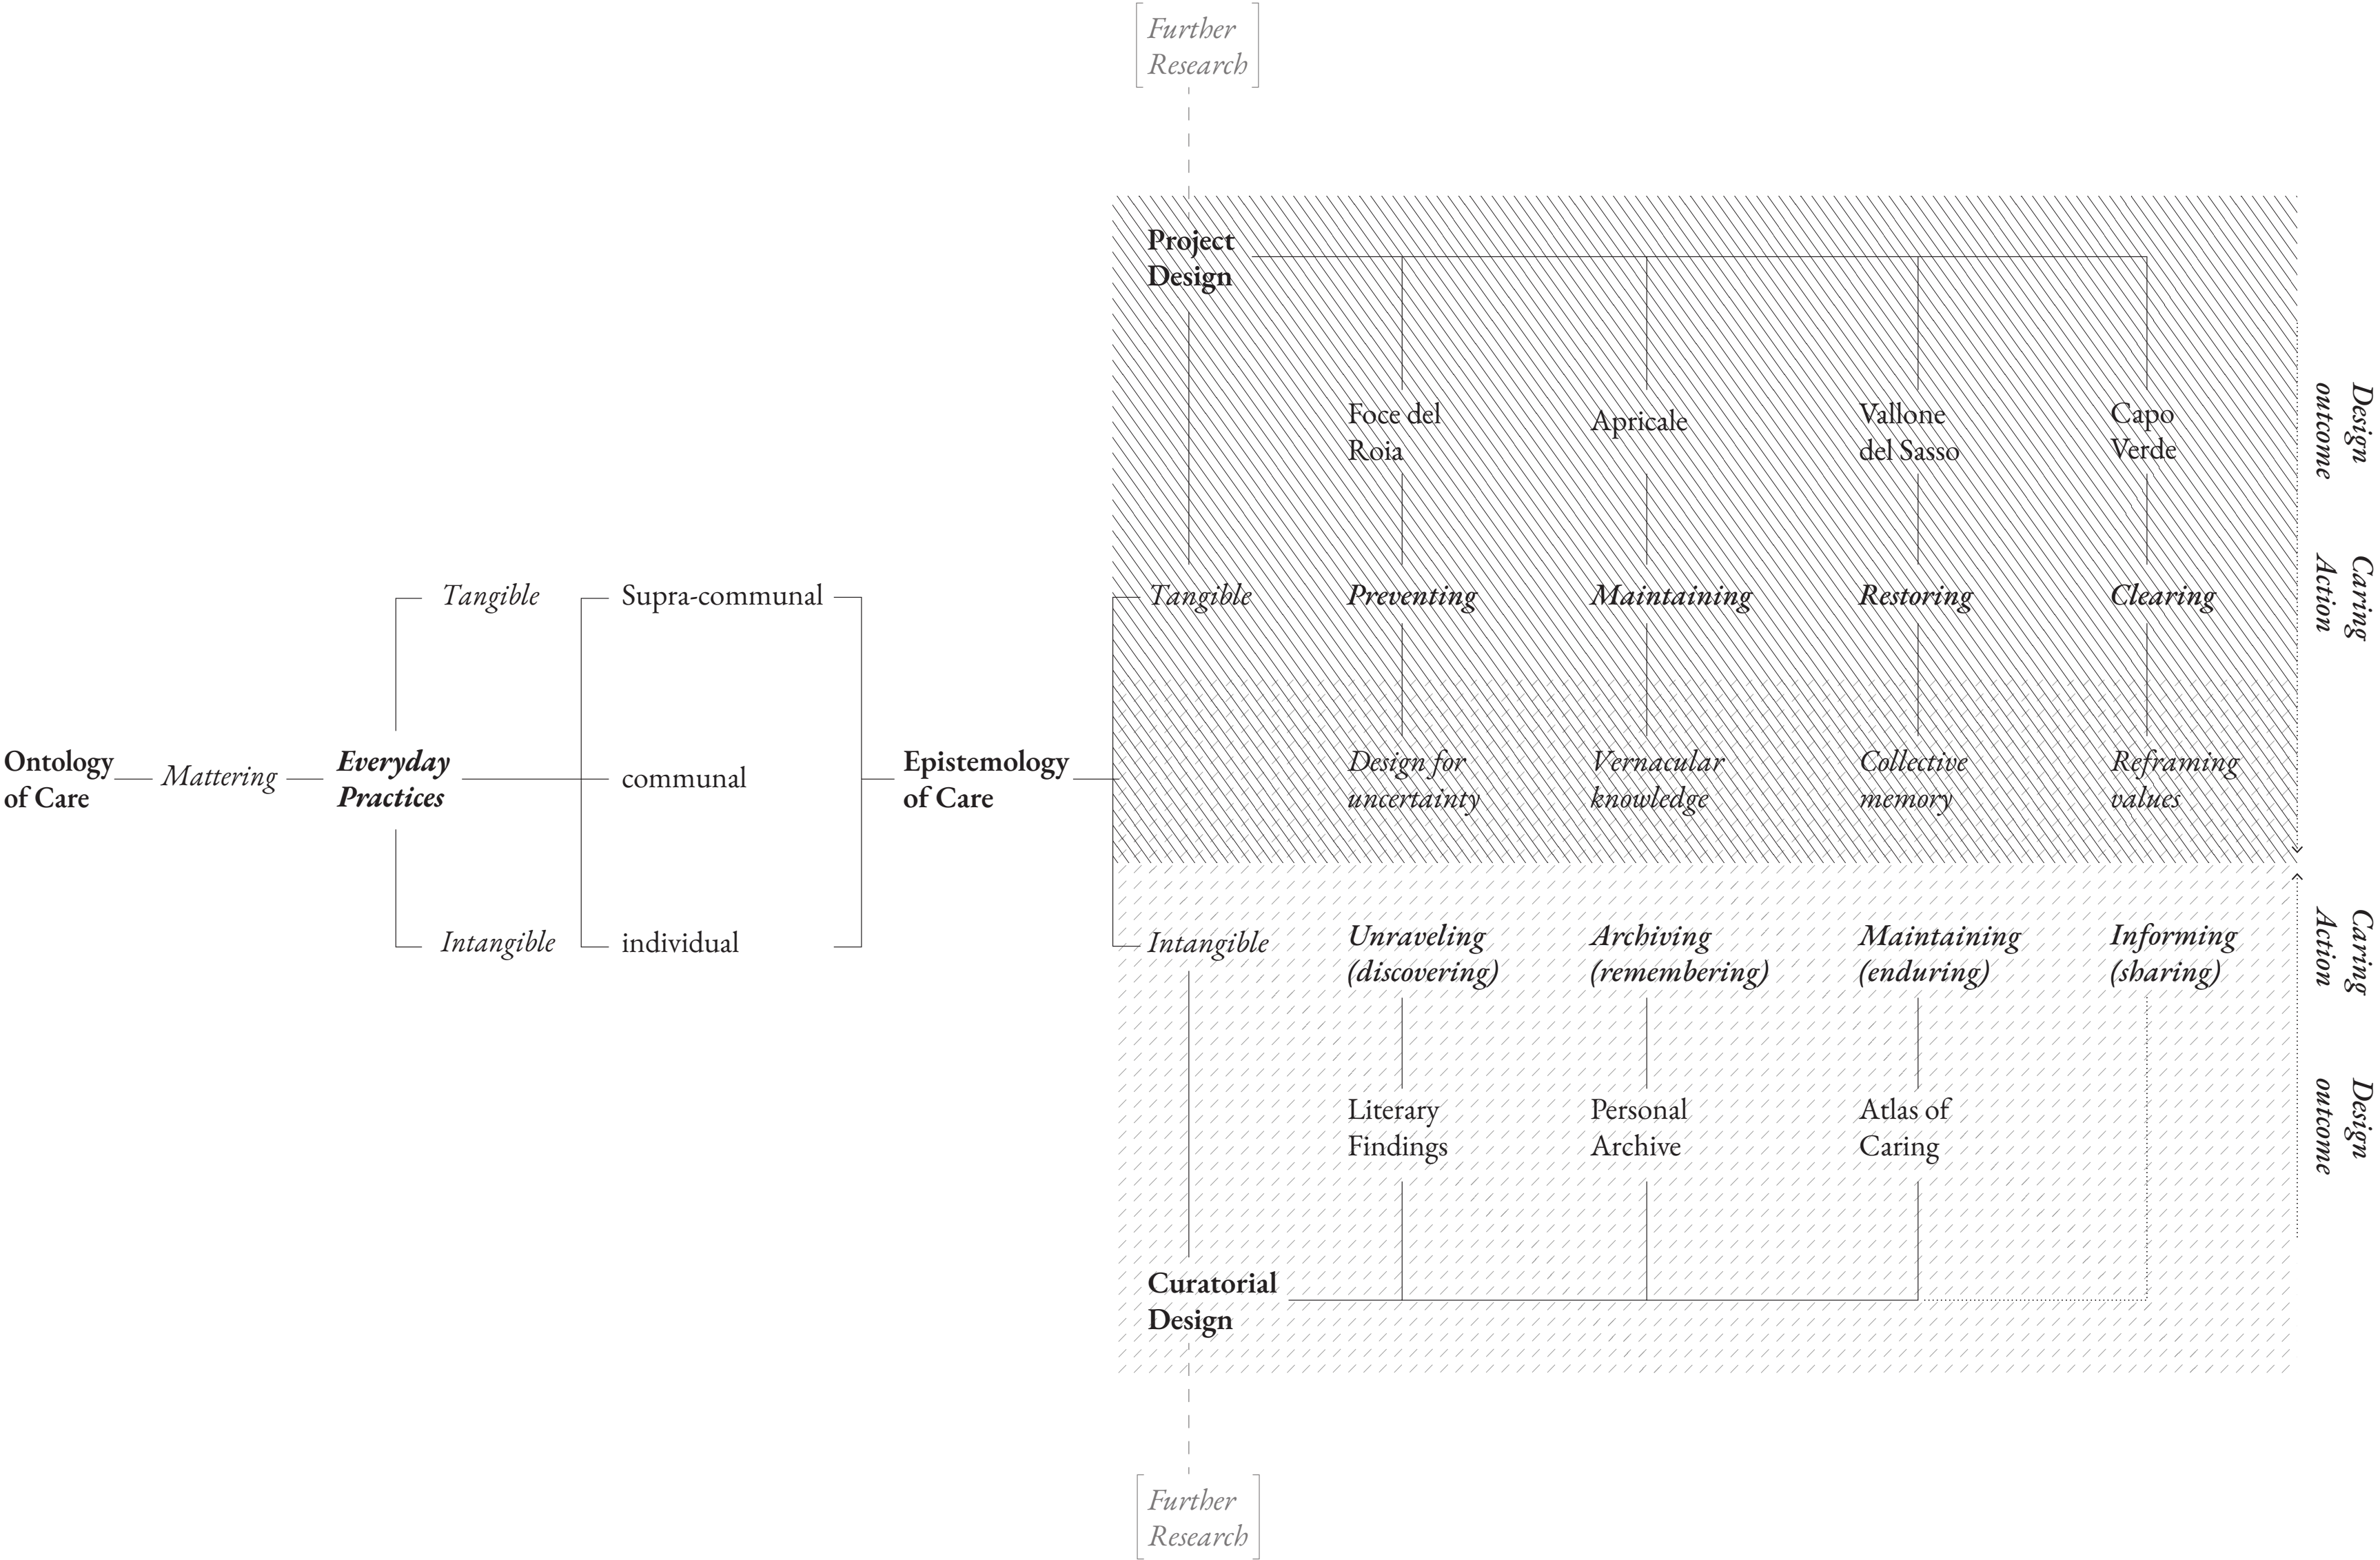 Further
Research
Project
Design
Foce del
Roia
Apricale
Vallone
del Sasso
Capo
Verde
Design
outcome
Tangible
Supra-communal
Tangible
Preventing
Maintaining
Restoring
Clearing
Caring
Action
Ontology
of Care
Mattering
Everyday
Practices
communal
Epistemology
of Care
Design for
uncertainty
Vernacular
knowledge
Collective
memory
Reframing
values
Intangible
individual
Intangible
Unraveling
(discovering)
Archiving
(remembering)
Maintaining
(enduring)
Informing
(sharing)
Caring
Action
Literary
Findings
Personal
Archive
Atlas of
Caring
Design
outcome
Curatorial
Design
Further
Research